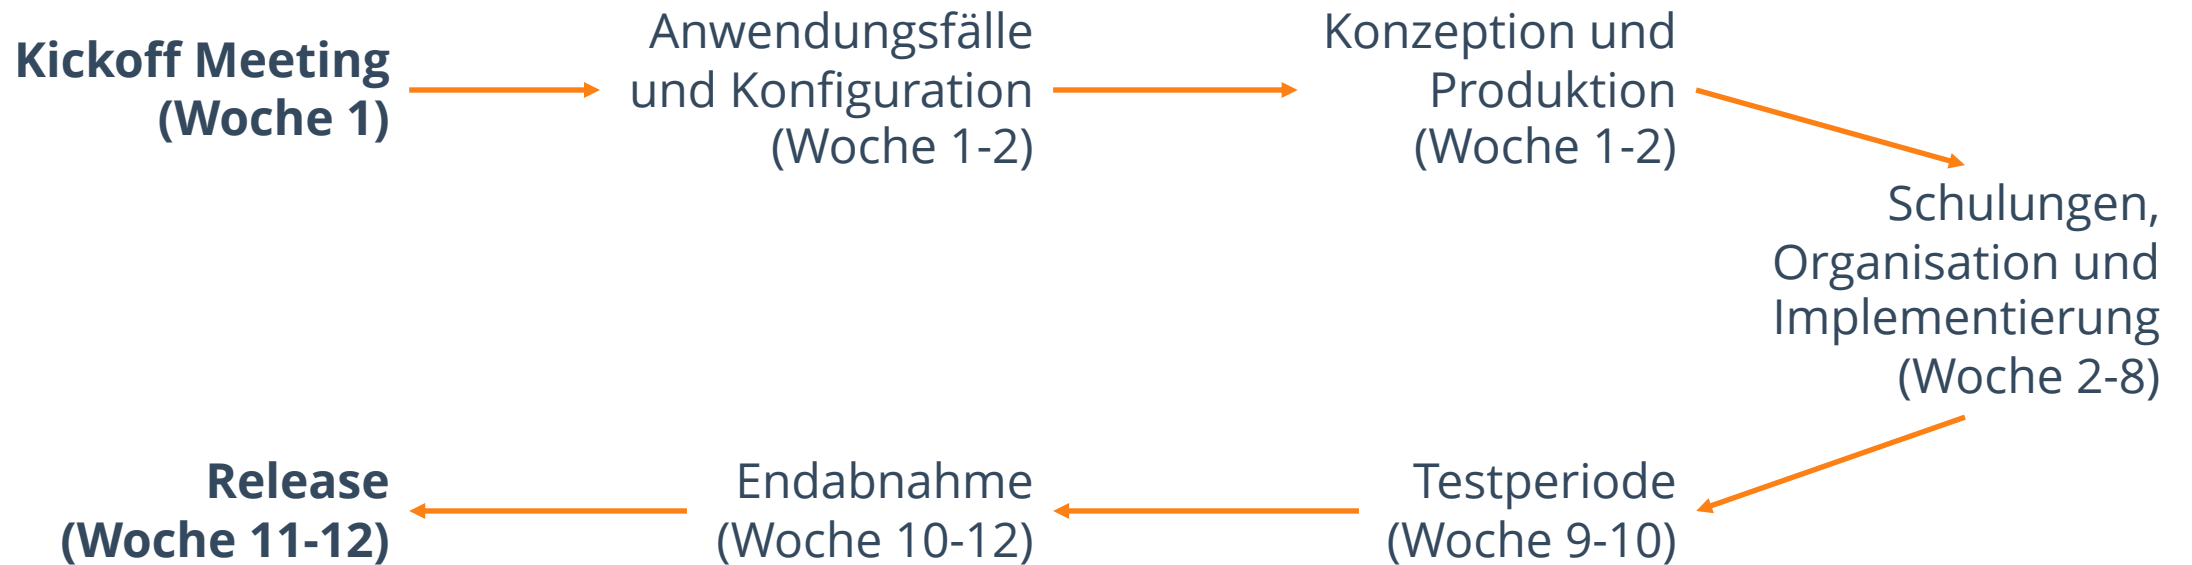 Kickoff Meeting
(Woche 1)
Anwendungsfälle
und Konfiguration
(Woche 1-2)
Konzeption und
Produktion
(Woche 1-2)
Schulungen,
Organisation und
Implementierung
(Woche 2-8)
Testperiode
(Woche 9-10)
Endabnahme
(Woche 10-12)
Release
(Woche 11-12)